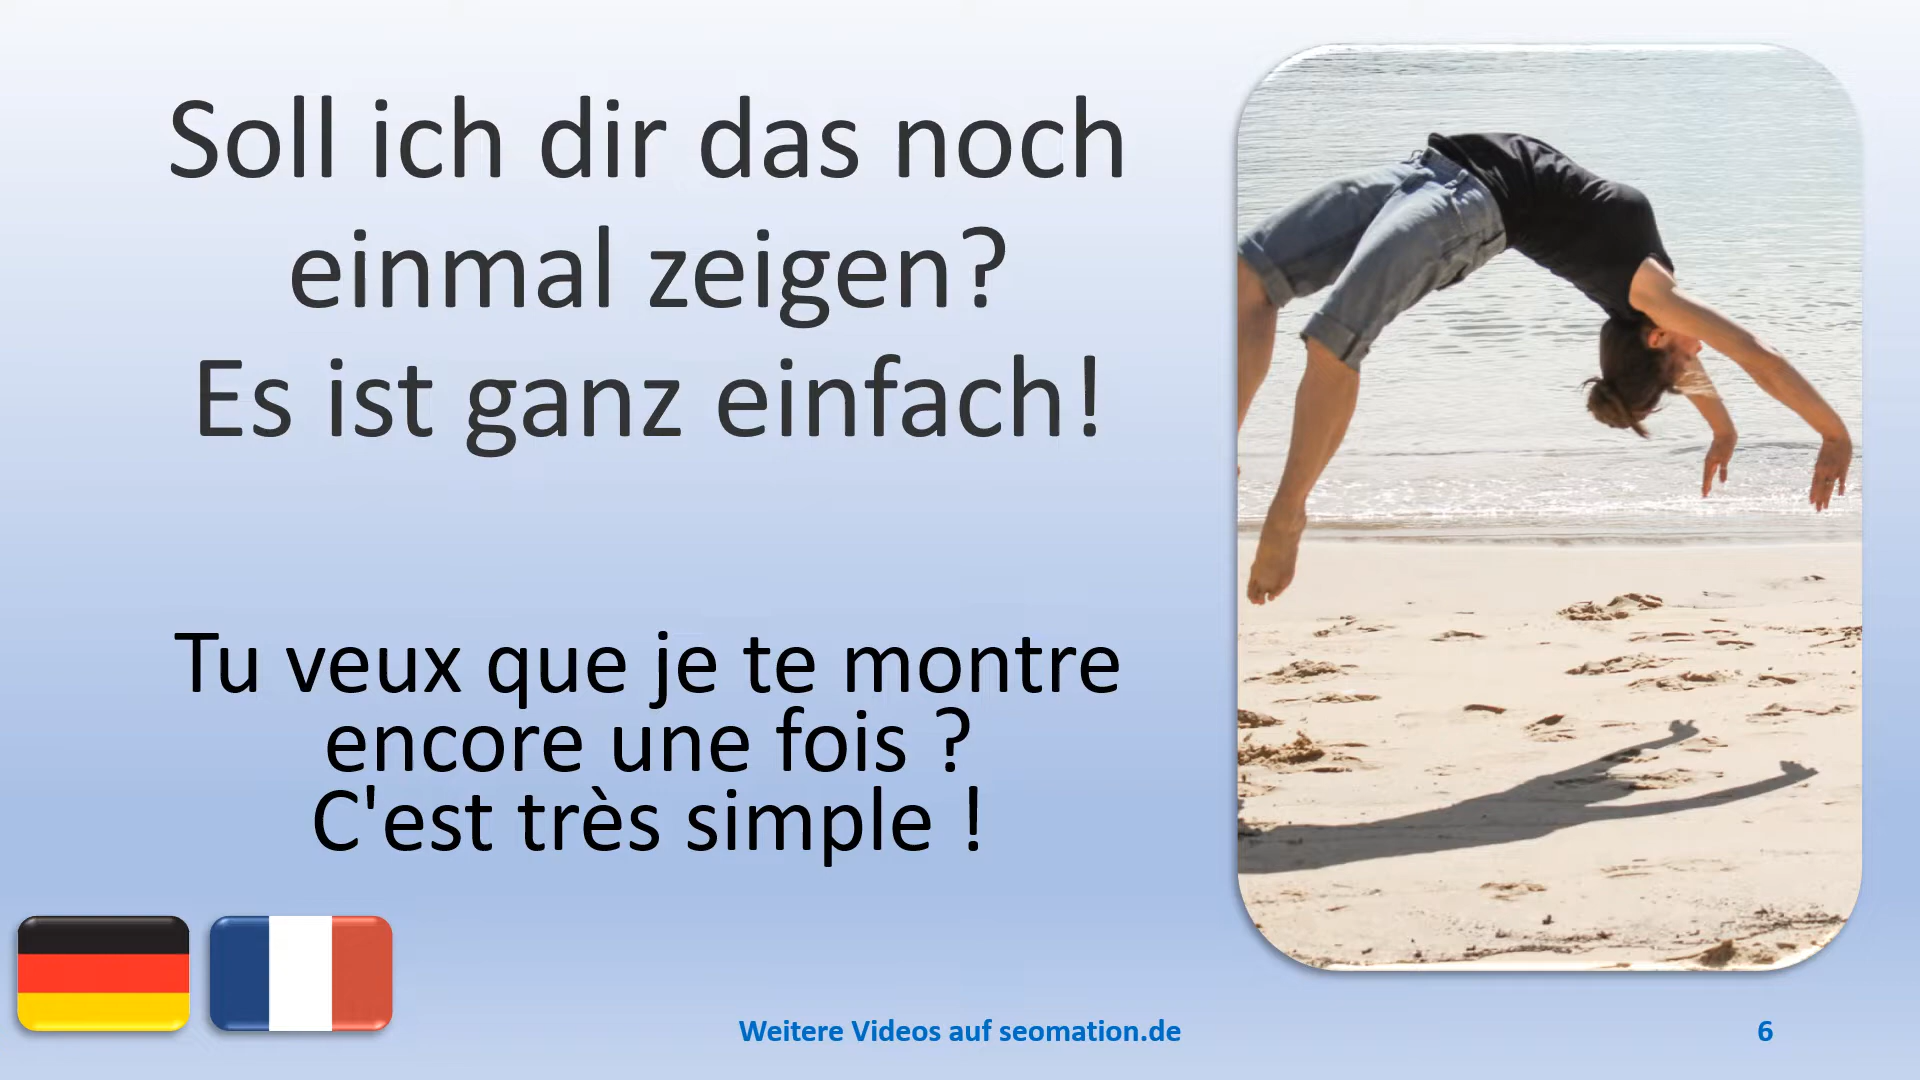 Soll ich dir das noch
einmal zeigen?
Es ist ganz einfach!
Tu veux que je te montre
encore une fois ?
C'est très simple !
Weitere Videos auf seomation.de
6